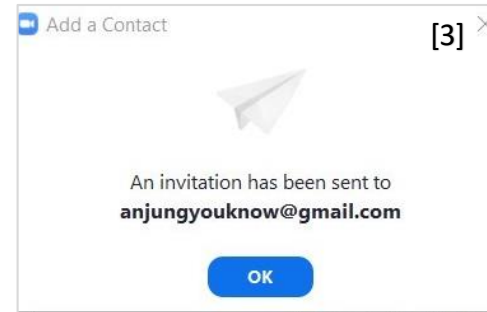 Add a Contact
[3]
An invitation has been sent to
anjungyouknow@gmail.com
OK